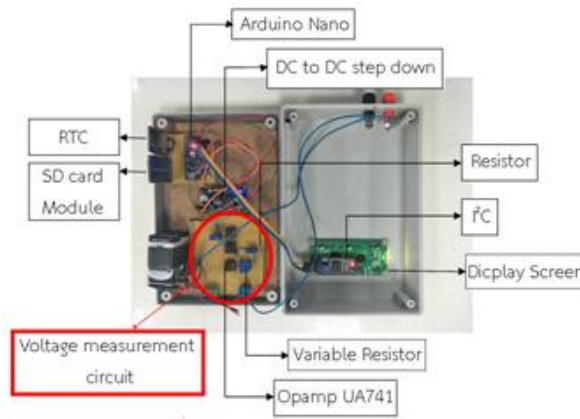 Arduino Nano
DC to DC step down
RTC
SD card
Module
Resistor
I²C
Dicplay Screen
Voltage measurement
circuit
Variable Resistor
Opamp UA741